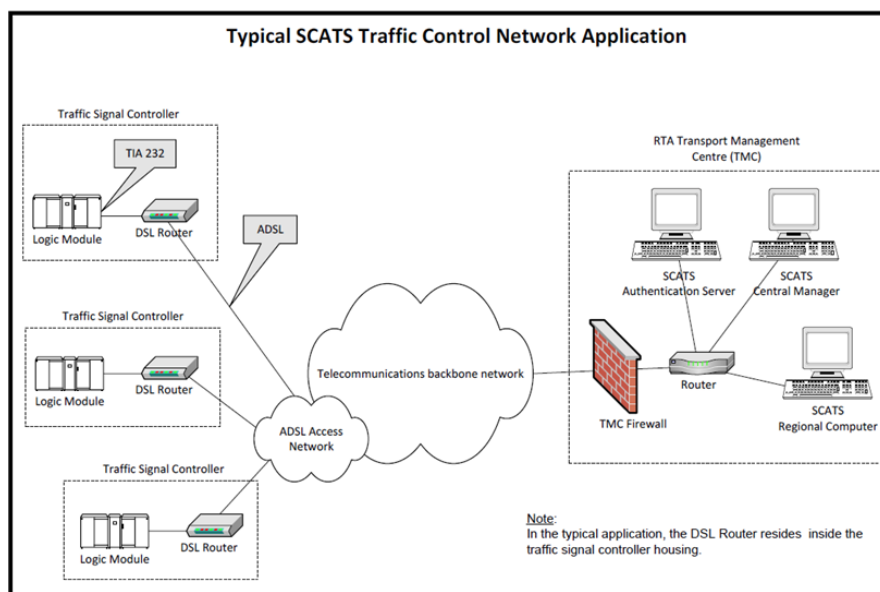 Typical SCATS Traffic Control Network Application
Traffic Signal Controller
TIA 232
Logic Module
DSL Router
ADSL
Traffic Signal Controller
Logic Module
DSL Router
Traffic Signal Controller
Logic Module
DSL Router
ADSL Access
Network
Telecommunications backbone network
RTA Transport Management
Centre (TMC)
SCATS
Authentication Server
SCATS
Central Manager
TMC Firewall
Router
SCATS
Regional Computer
Note:
In the typical application, the DSL Router resides inside the
traffic signal controller housing.